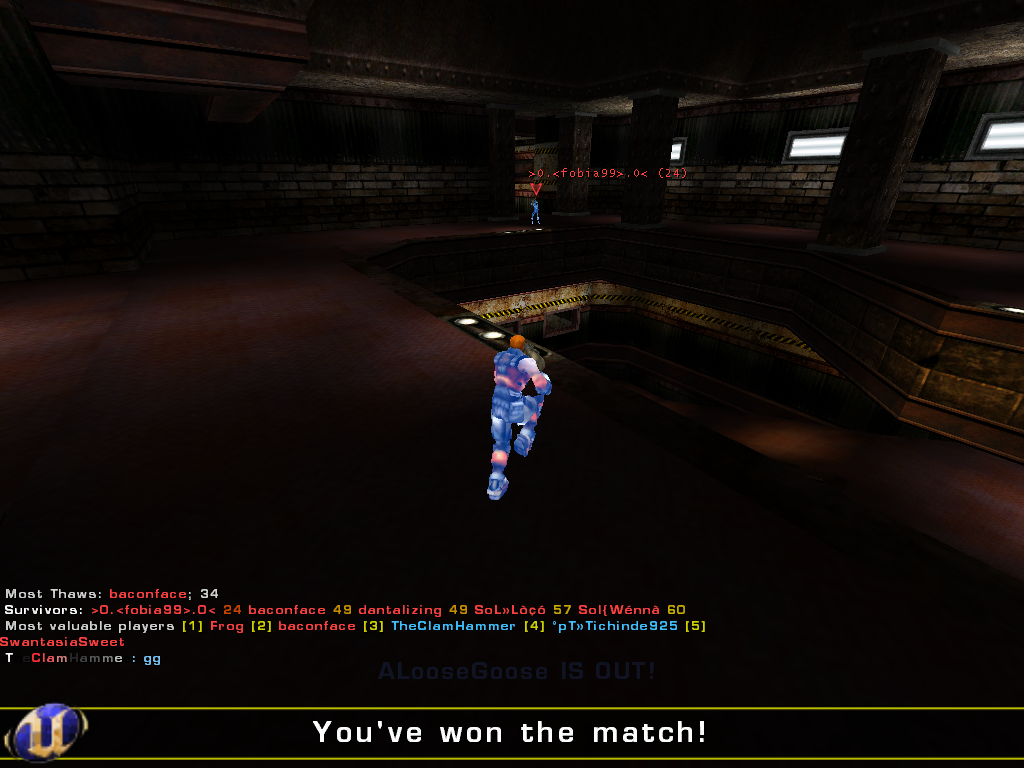 >O.<fobia99>.O< (24)
Most Thaws: baconface; 34
Survivors: >O.<fobia99>.O< 24 baconface 49 dantalizing 49 SoL»Lòçó 57 Sol{Wénnà 60
Most valuable players [1] Frog [2] baconface [3] TheClamHammer [4] °pT»Tichinde925 [5]
SwantasiaSweet
T eClamHamme : gg
ALooseGoose IS OUT!
You've won the match!